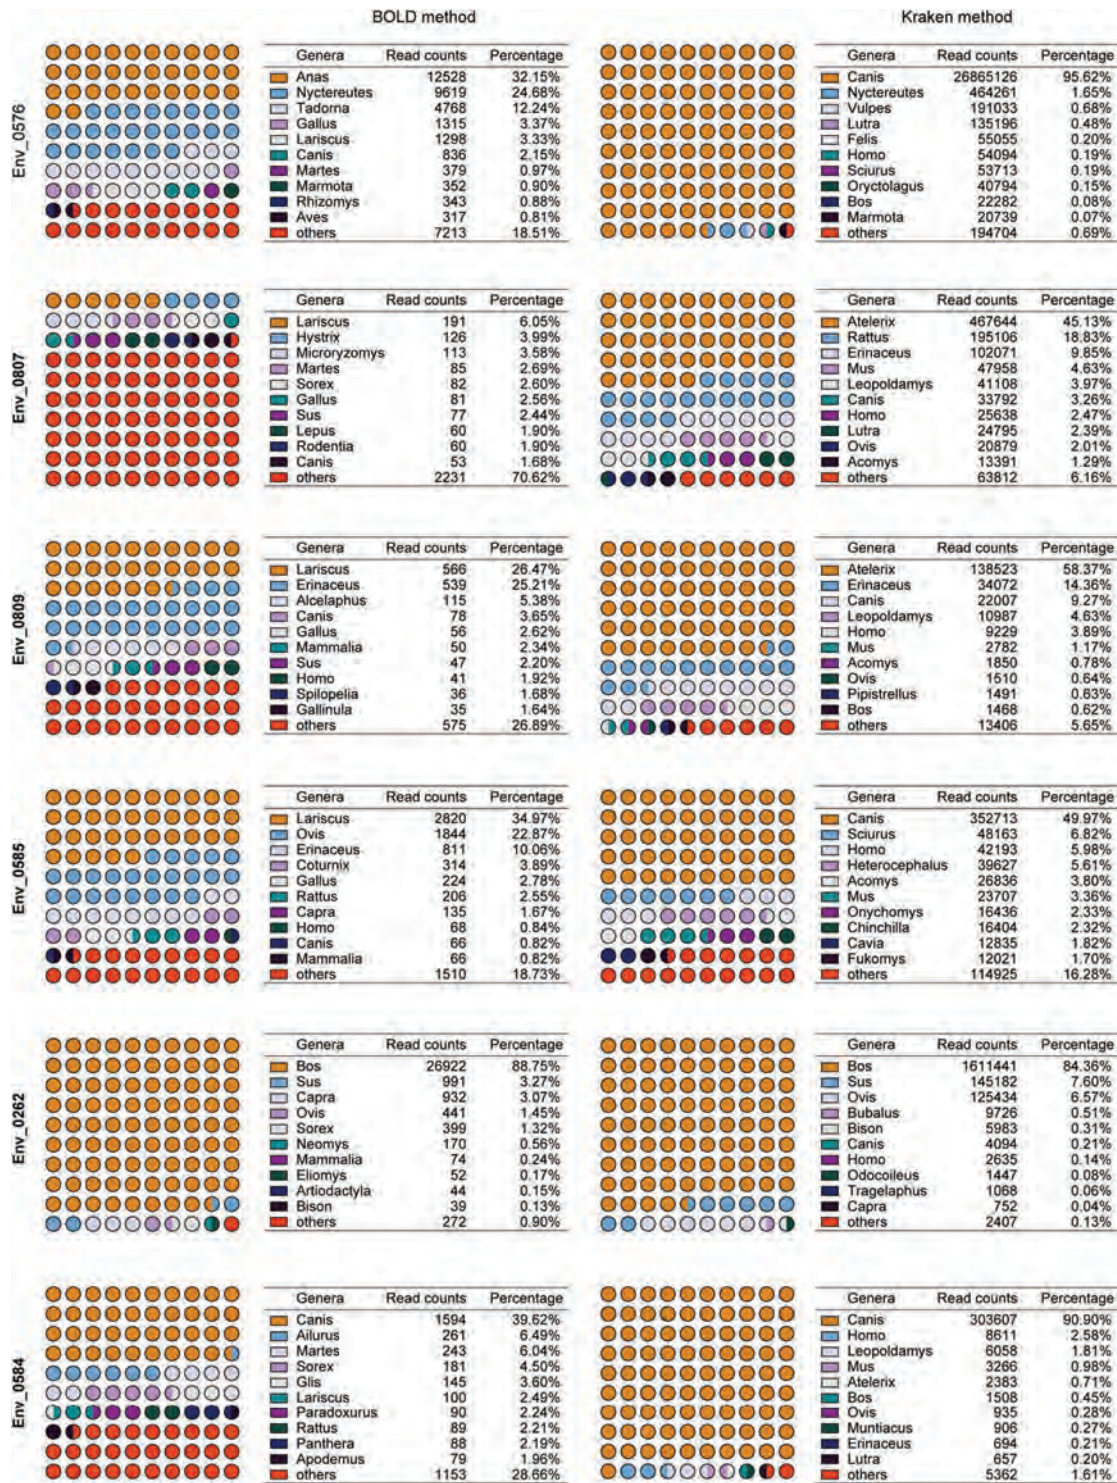 BOLD method Kraken method
Env_0576
Genera Read counts Percentage
Anas 12528 32.15%
Nyctereutes 9619 24.68%
Tadorna 4768 12.24%
Gallus 1315 3.37%
Lariscus 1298 3.33%
Canis 836 2.15%
Martes 379 0.97%
Marmota 352 0.90%
Rhizomys 343 0.88%
Aves 317 0.81%
others 7213 18.51%
Genera Read counts Percentage
Canis 26865126 95.62%
Nyctereutes 464261 1.65%
Vulpes 191033 0.68%
Lutra 135196 0.48%
Felis 55055 0.20%
Homo 54094 0.19%
Sciurus 53713 0.19%
Oryctolagus 40794 0.15%
Bos 22282 0.08%
Marmota 20739 0.07%
others 194704 0.69%
Env_0807
Genera Read counts Percentage
Lariscus 191 6.05%
Hystrix 126 3.99%
Microryzomys 113 3.58%
Martes 85 2.69%
Sorex 82 2.60%
Gallus 81 2.56%
Sus 77 2.44%
Lepus 60 1.90%
Rodentia 60 1.90%
Canis 53 1.68%
others 2231 70.62%
Genera Read counts Percentage
Atelerix 467644 45.13%
Rattus 195106 18.83%
Erinaceus 102071 9.85%
Mus 47958 4.63%
Leopoldamys 41108 3.97%
Canis 33792 3.26%
Homo 25638 2.47%
Lutra 24795 2.39%
Ovis 20879 2.01%
Acomys 13391 1.29%
others 63812 6.16%
Env_0809
Genera Read counts Percentage
Lariscus 566 26.47%
Erinaceus 539 25.21%
Alcelaphus 115 5.38%
Canis 78 3.65%
Gallus 56 2.62%
Mammalia 50 2.34%
Sus 47 2.20%
Homo 41 1.92%
Spilopelia 36 1.68%
Gallinula 35 1.64%
others 575 26.89%
Genera Read counts Percentage
Atelerix 138523 58.37%
Erinaceus 34072 14.36%
Canis 22007 9.27%
Leopoldamys 10987 4.63%
Homo 9229 3.89%
Mus 2782 1.17%
Acomys 1850 0.78%
Ovis 1510 0.64%
Pipistrellus 1491 0.63%
Bos 1468 0.62%
others 13406 5.65%
Env_0585
Genera Read counts Percentage
Lariscus 2820 34.97%
Ovis 1844 22.87%
Erinaceus 811 10.06%
Coturnix 314 3.89%
Gallus 224 2.78%
Rattus 206 2.55%
Capra 135 1.67%
Homo 68 0.84%
Canis 66 0.82%
Mammalia 66 0.82%
others 1510 18.73%
Genera Read counts Percentage
Canis 352713 49.97%
Sciurus 48163 6.82%
Homo 42193 5.98%
Heterocephalus 39627 5.61%
Acomys 26836 3.80%
Mus 23707 3.36%
Onychomys 16436 2.33%
Chinchilla 16404 2.32%
Cavia 12835 1.82%
Fukomys 12021 1.70%
others 114925 16.28%
Env_0262
Genera Read counts Percentage
Bos 26922 88.75%
Sus 991 3.27%
Capra 932 3.07%
Ovis 441 1.45%
Sorex 399 1.32%
Neomys 170 0.56%
Mammalia 74 0.24%
Eliomys 52 0.17%
Artiodactyla 44 0.15%
Bison 39 0.13%
others 272 0.90%
Genera Read counts Percentage
Bos 1611441 84.36%
Sus 145182 7.60%
Ovis 125434 6.57%
Bubalus 9726 0.51%
Bison 5983 0.31%
Canis 4094 0.21%
Homo 2635 0.14%
Odocoileus 1447 0.08%
Tragelaphus 1068 0.06%
Capra 752 0.04%
others 2407 0.13%
Env_0584
Genera Read counts Percentage
Canis 1594 39.62%
Ailurus 261 6.49%
Martes 243 6.04%
Sorex 181 4.50%
Glis 145 3.60%
Lariscus 100 2.49%
Paradoxurus 90 2.24%
Rattus 89 2.21%
Panthera 88 2.19%
Apodemus 79 1.96%
others 1153 28.66%
Genera Read counts Percentage
Canis 303607 90.90%
Homo 8611 2.58%
Leopoldamys 6058 1.81%
Mus 3266 0.98%
Atelerix 2383 0.71%
Bos 1508 0.45%
Ovis 935 0.28%
Muntiacus 906 0.27%
Erinaceus 694 0.21%
Lutra 657 0.20%
others 5362 1.61%